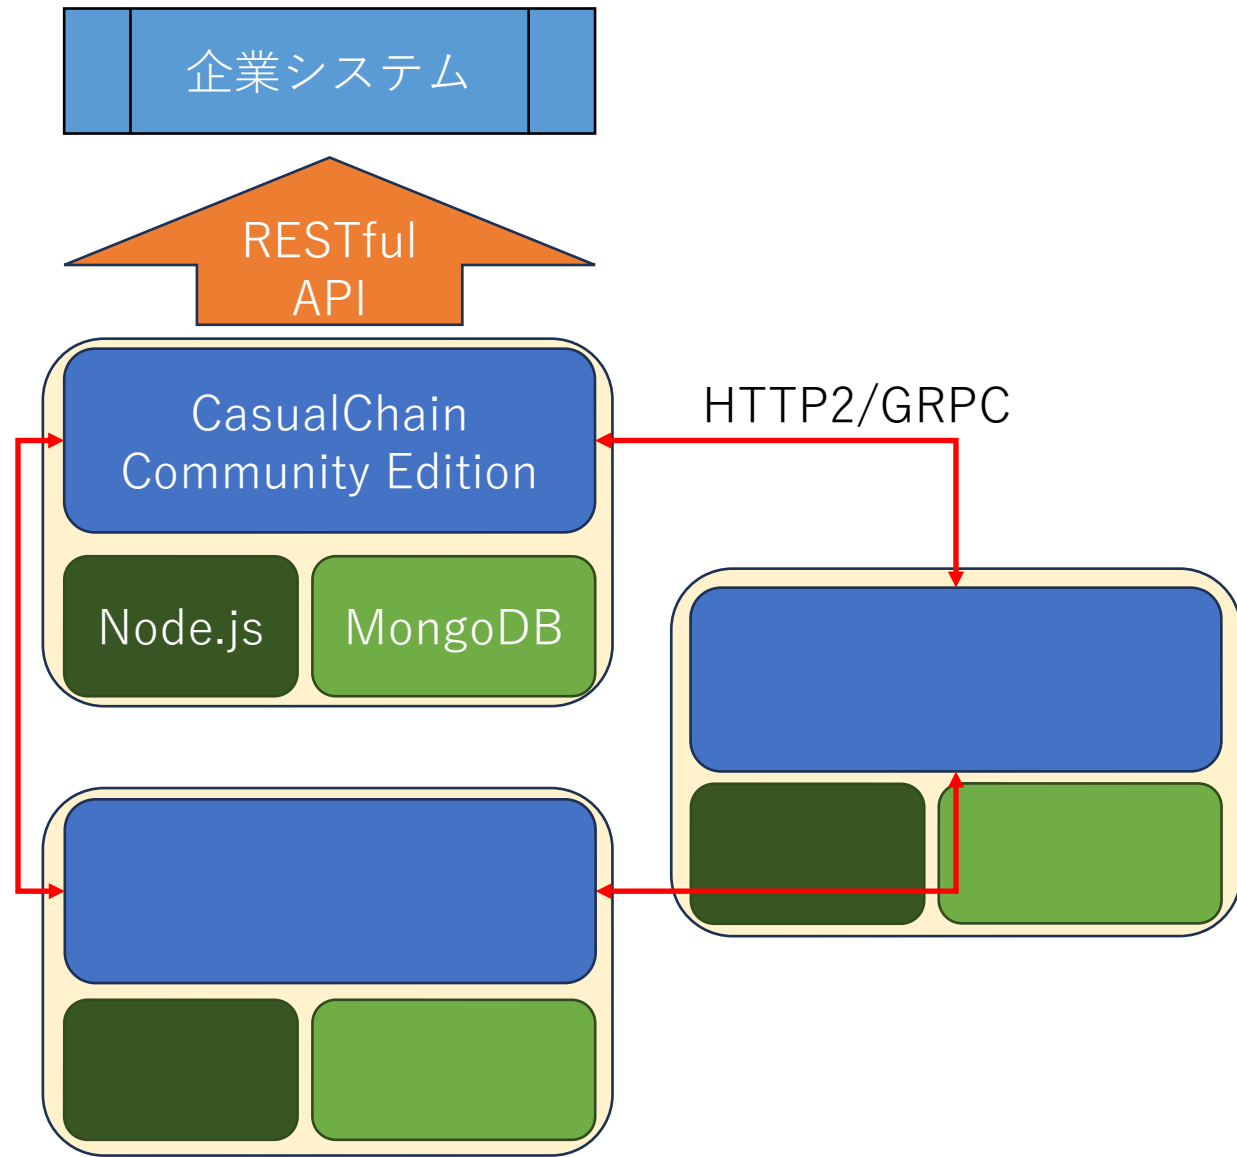 企業システム
RESTful
API
CasualChain
Community Edition
HTTP2/GRPC
Node.js
MongoDB